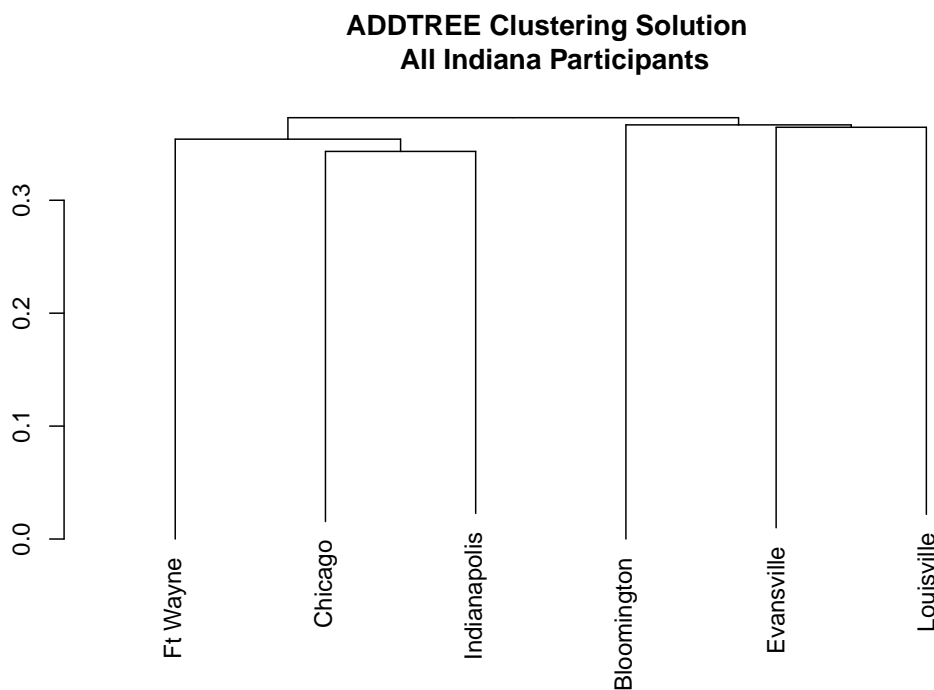 ADDTREE Clustering Solution
All Indiana Participants
0.3
0.2
0.1
0.0
Ft Wayne
Chicago
Indianapolis
Bloomington
Evansville
Louisville